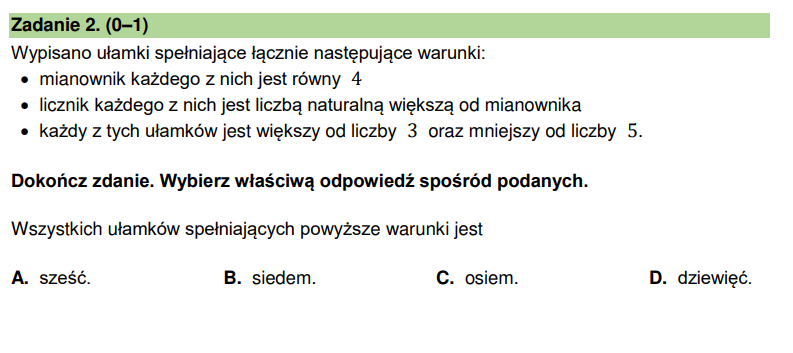 Zadanie 2. (0–1)
Wypisano ułamki spełniające łącznie następujące warunki:
• mianownik każdego z nich jest równy 4
• licznik każdego z nich jest liczbą naturalną większą od mianownika
• każdy z tych ułamków jest większy od liczby 3 oraz mniejszy od liczby 5.
Dokończ zdanie. Wybierz właściwą odpowiedź spośród podanych.
Wszystkich ułamków spełniających powyższe warunki jest
A. sześć. B. siedem. C. osiem. D. dziewięć.